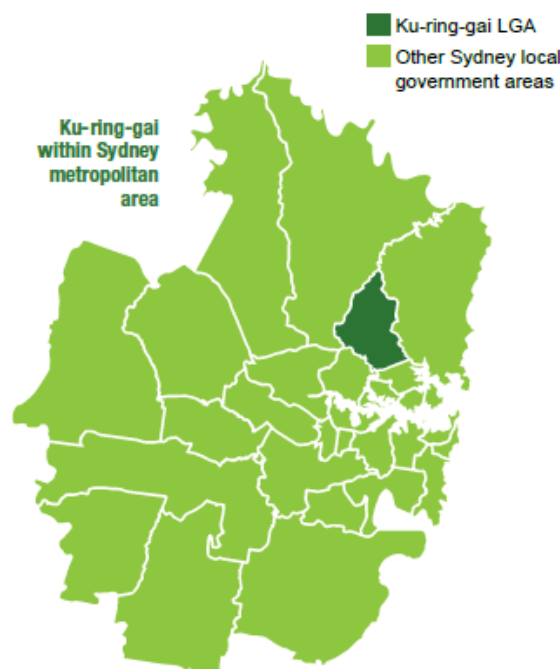 Ku-ring-gai LGA
Other Sydney local
government areas
Ku-ring-gai
within Sydney
metropolitan
area